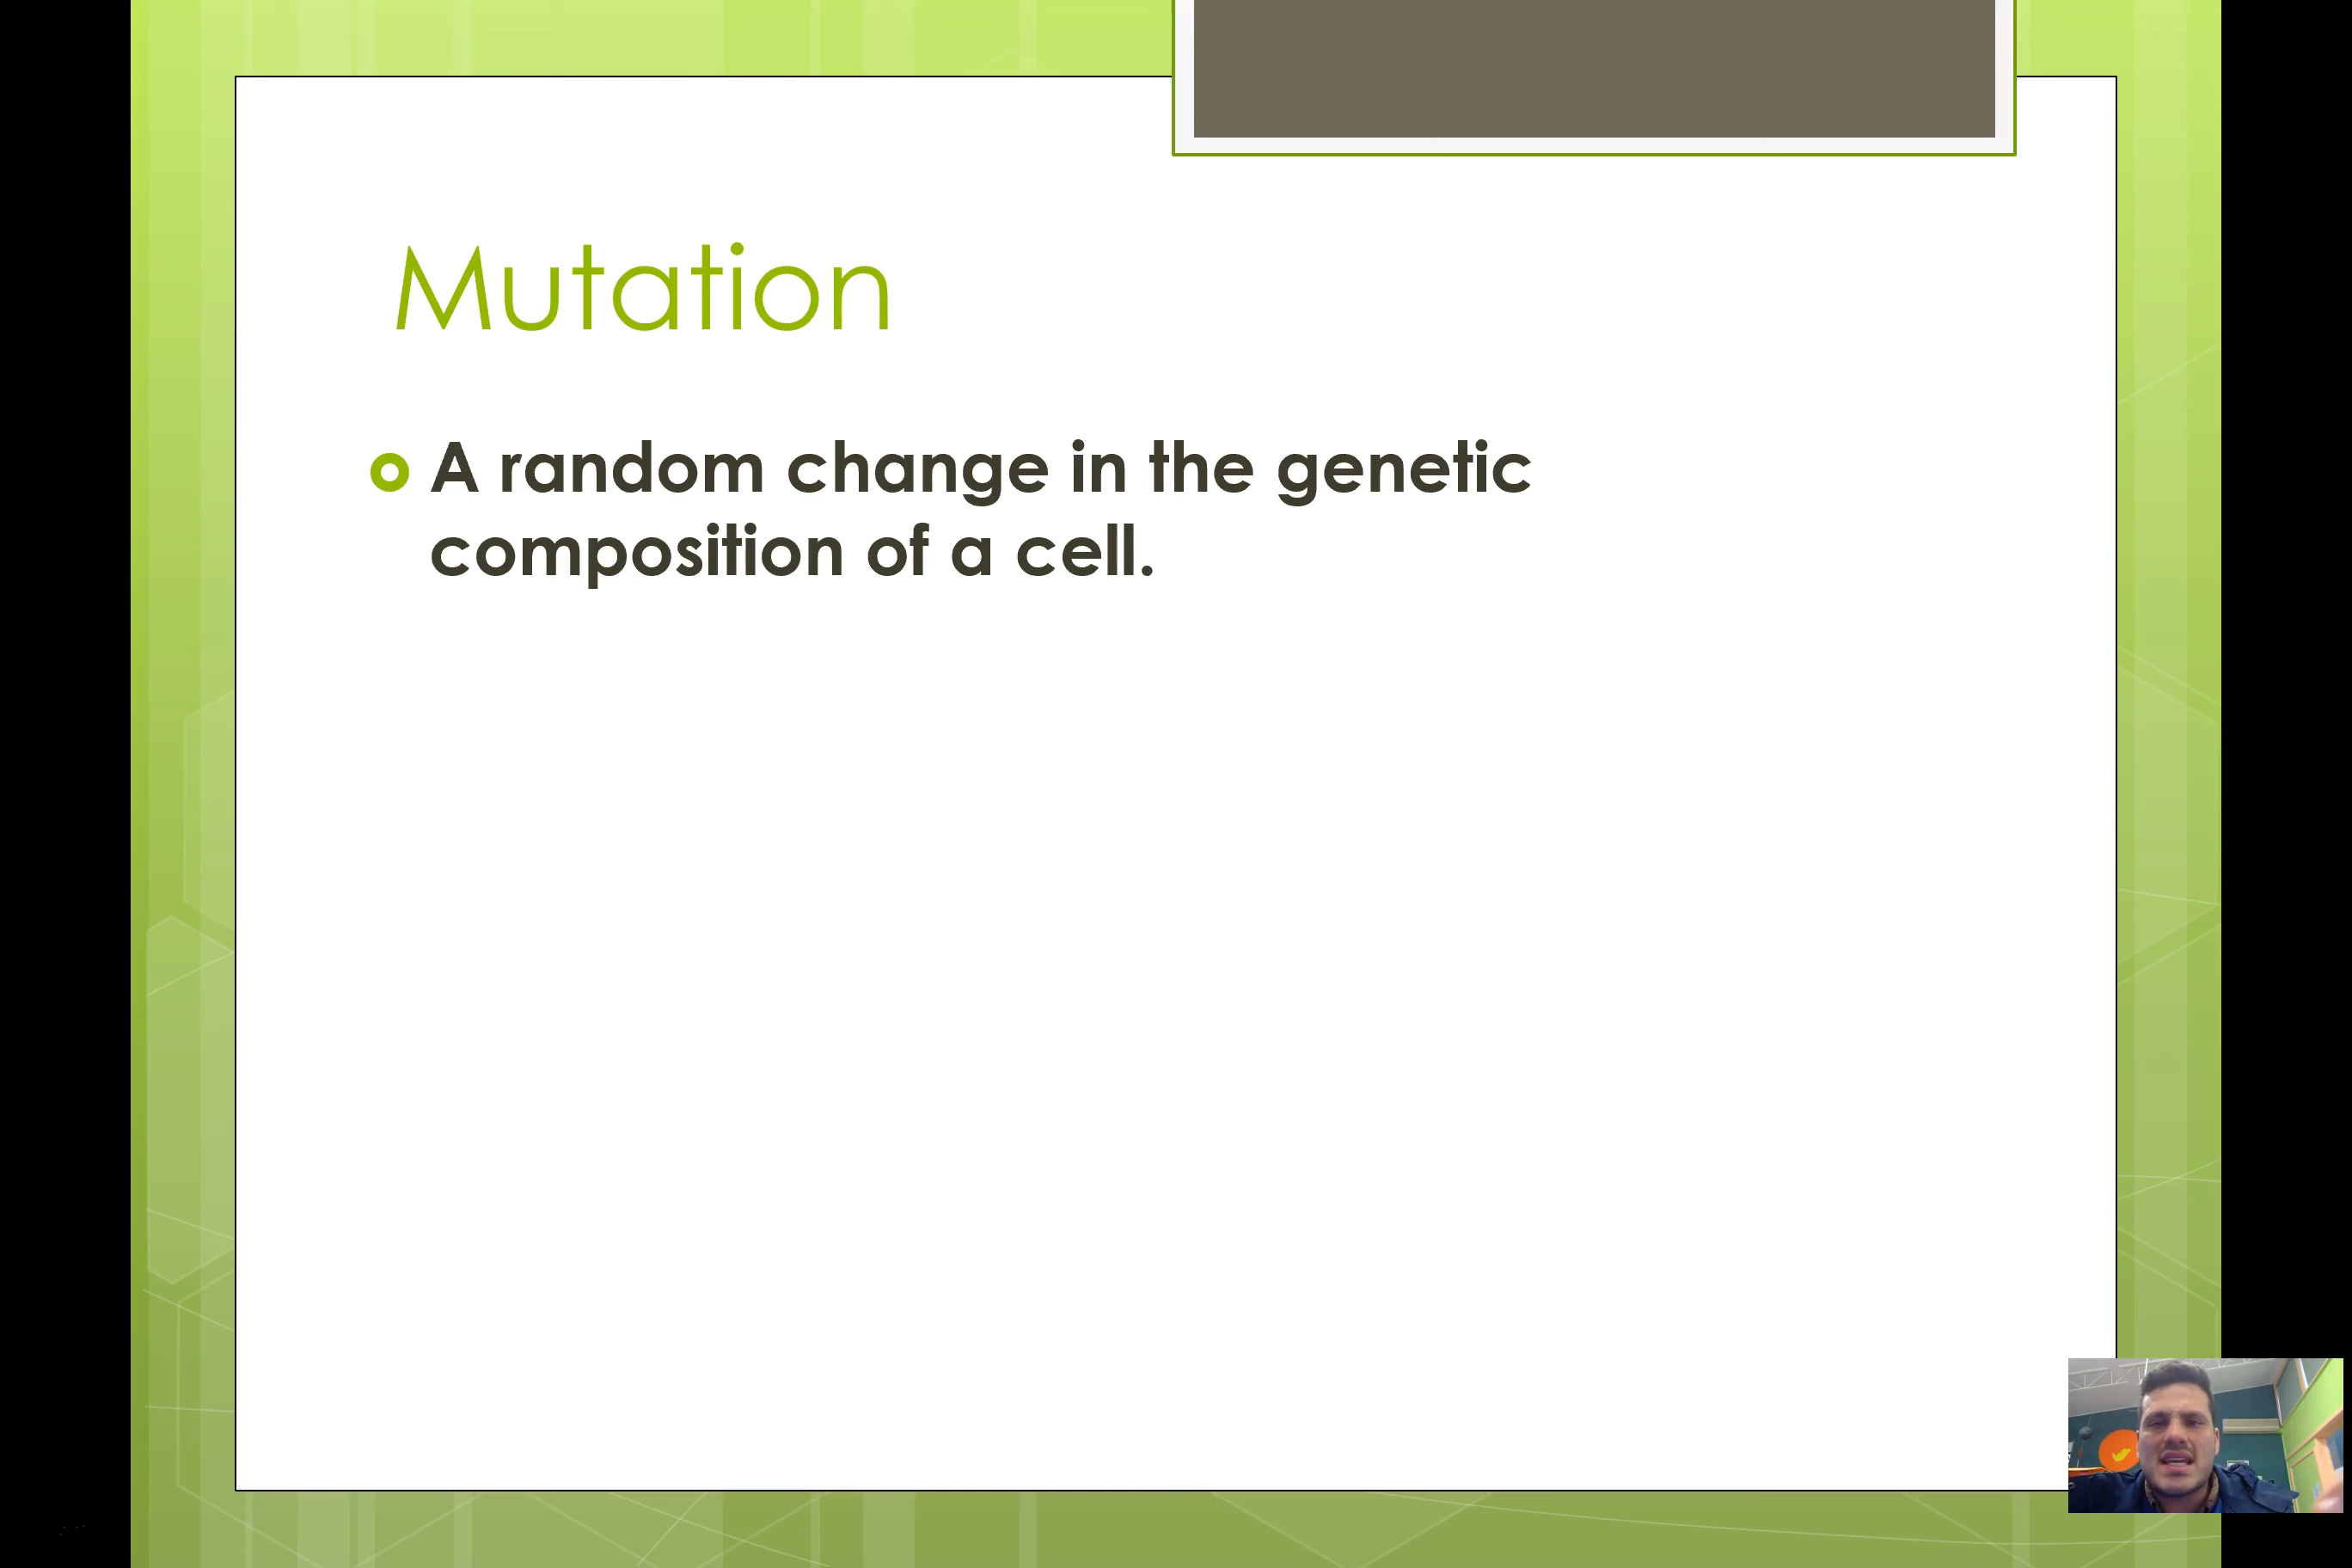 Mutation
A random change in the genetic
composition of a cell.